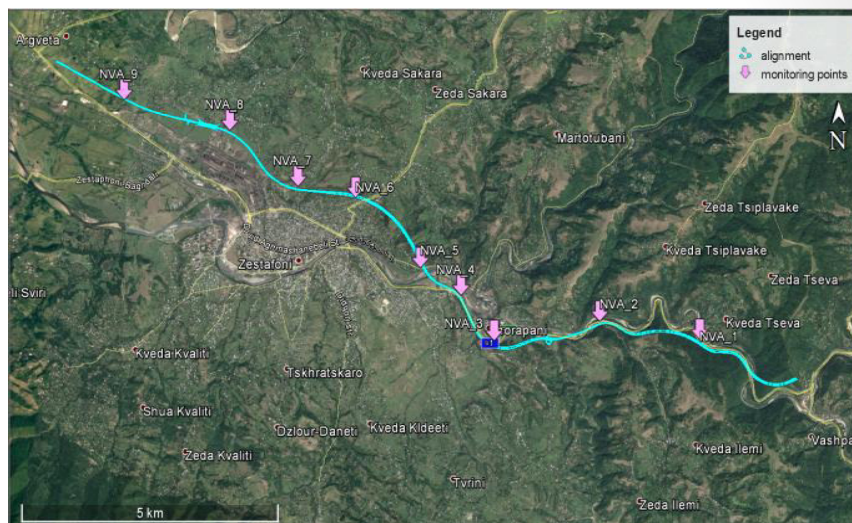 Legend
alignment
monitoring points
N
Argveta
NVA_9
NVA_8
NVA_7
NVA_6
NVA_5
NVA_4
NVA_3
NVA_2
NVA_1
Kveda Sakara
Zeda Sakara
Martotubani
Zeda Tsiplavake
Kveda Tsiplavake
Zeda Tseva
Kveda Tseva
Zestafoni
eli Sviri
orapani
Kveda Kvaliti
Tskhratskaro
Shua Kvaliti
Dzlour-Daneti
Kveda Kldeeti
Zeda Kvaliti
Kveda Ilemi
Vashpa
Tvrini
Zeda Ilemi
5 km